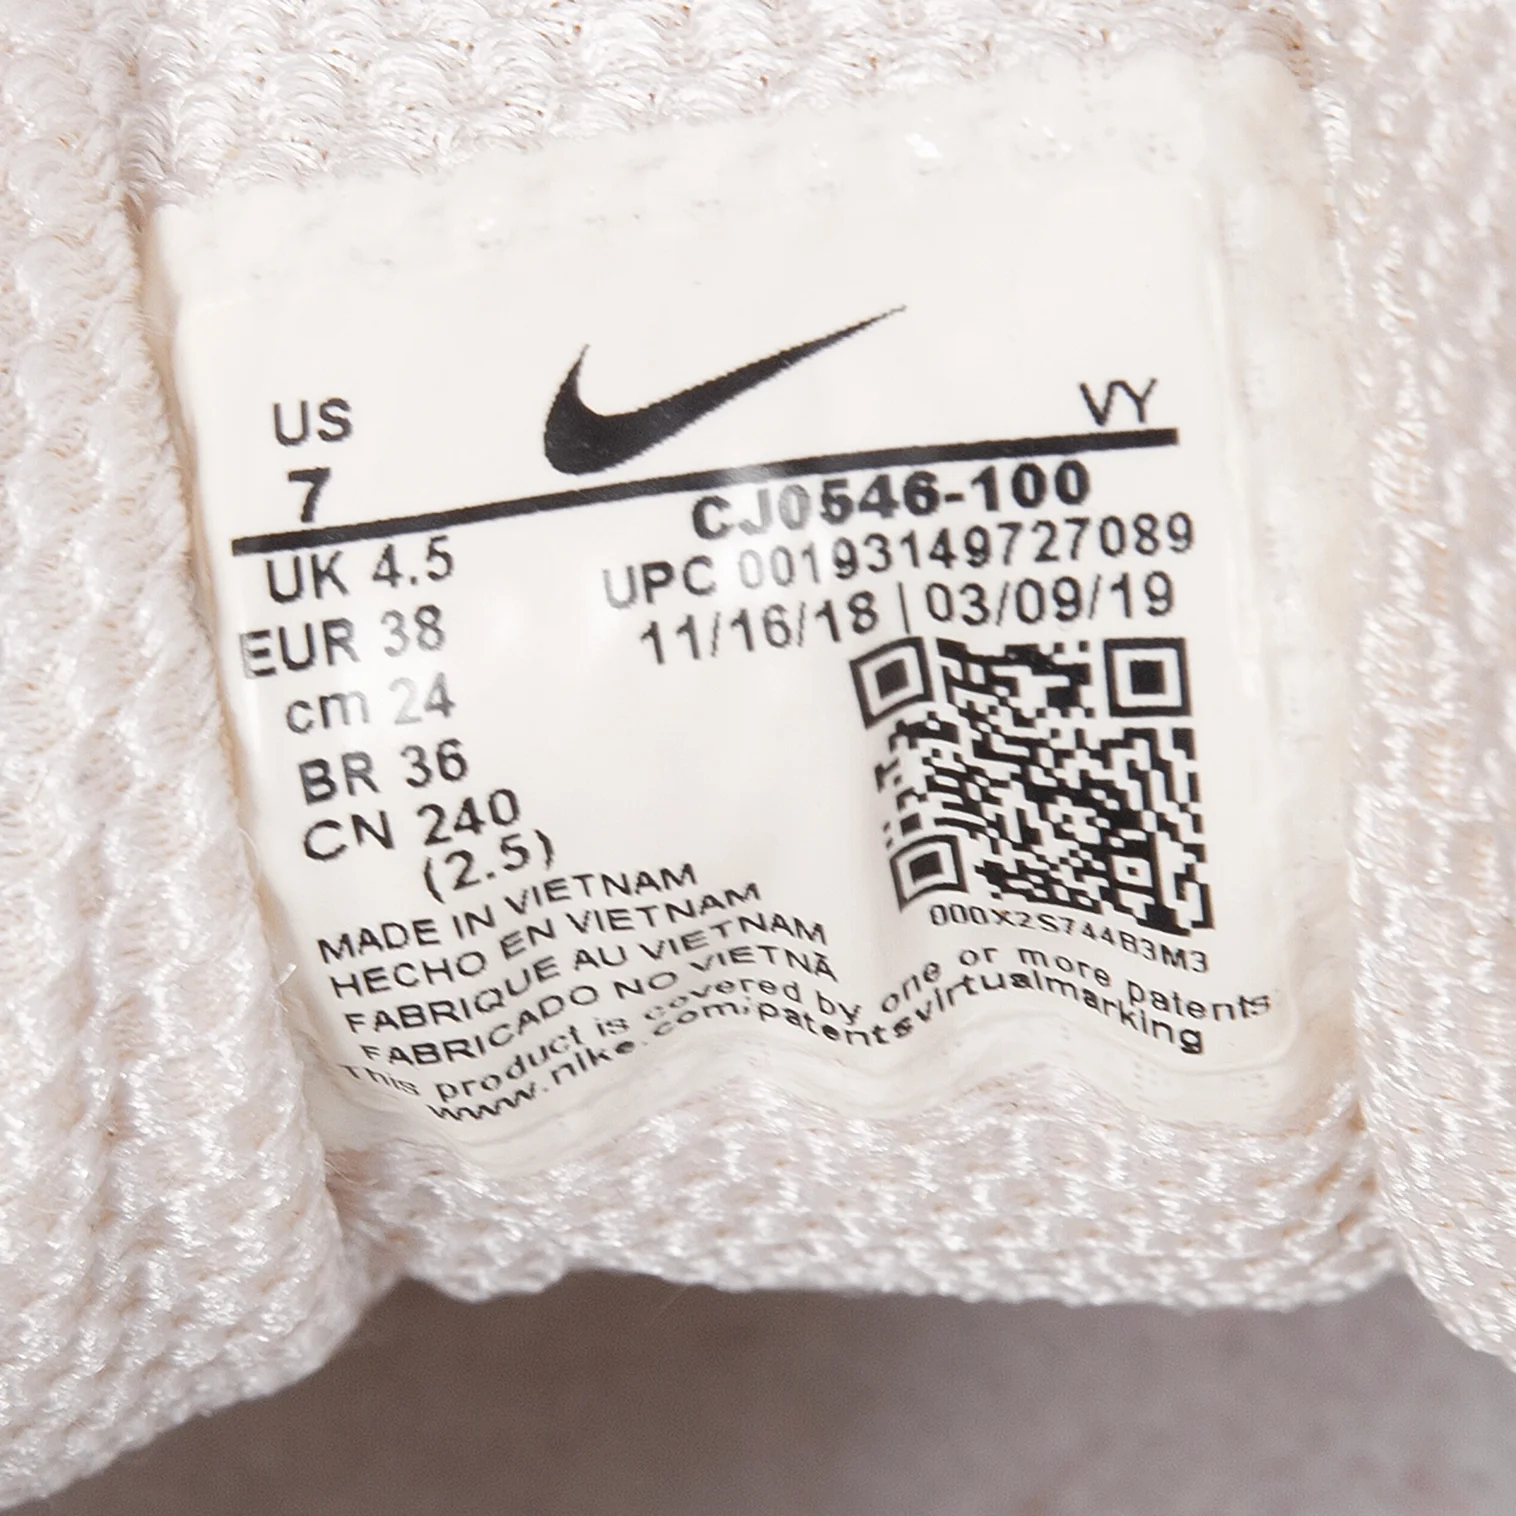 US
7
VY
UK 4.5
EUR 38
cm 24
BR 36
CN 240
(2.5)
CJ0546-100
UPC 00193149727089
11/16/18 | 03/09/19
000X2S744B3M3
MADE IN VIETNAM
HECHO EN VIETNAM
FABRIQUE AU VIETNAM
FABRICADO NO VIETNÃ
This product is covered by one or more patents
www.nike.com/patentsvirtualmarking